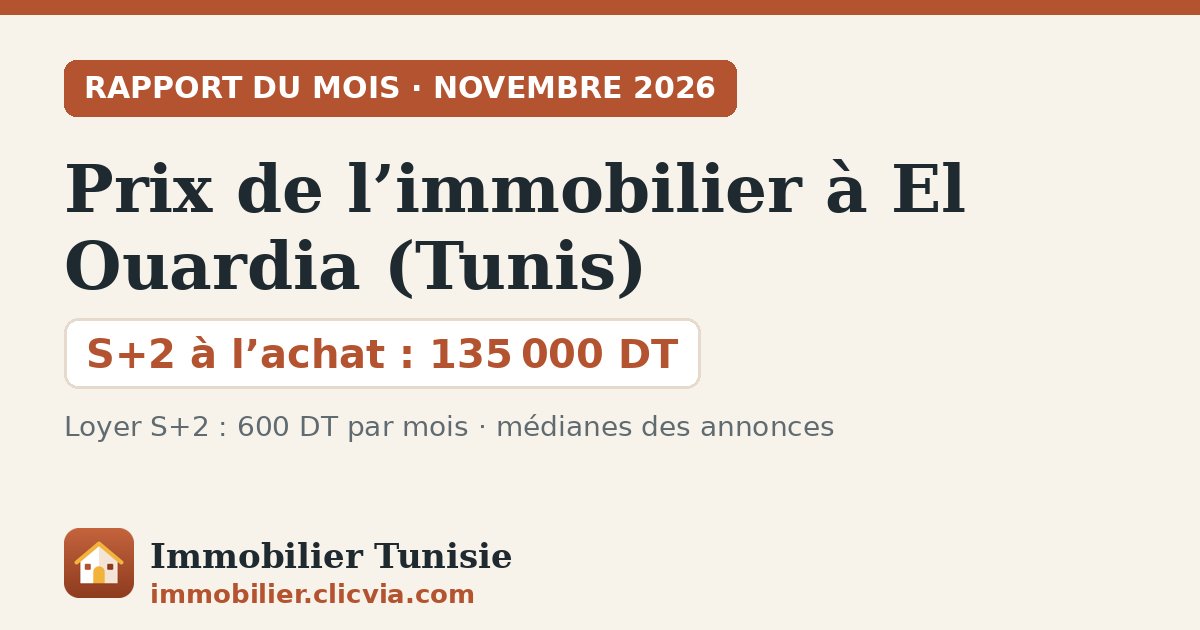 RAPPORT DU MOIS · NOVEMBRE 2026
Prix de l’immobilier à El
Ouardia (Tunis)
S+2 à l’achat : 135 000 DT
Loyer S+2 : 600 DT par mois · médianes des annonces
Immobilier Tunisie
immobilier.clicvia.com